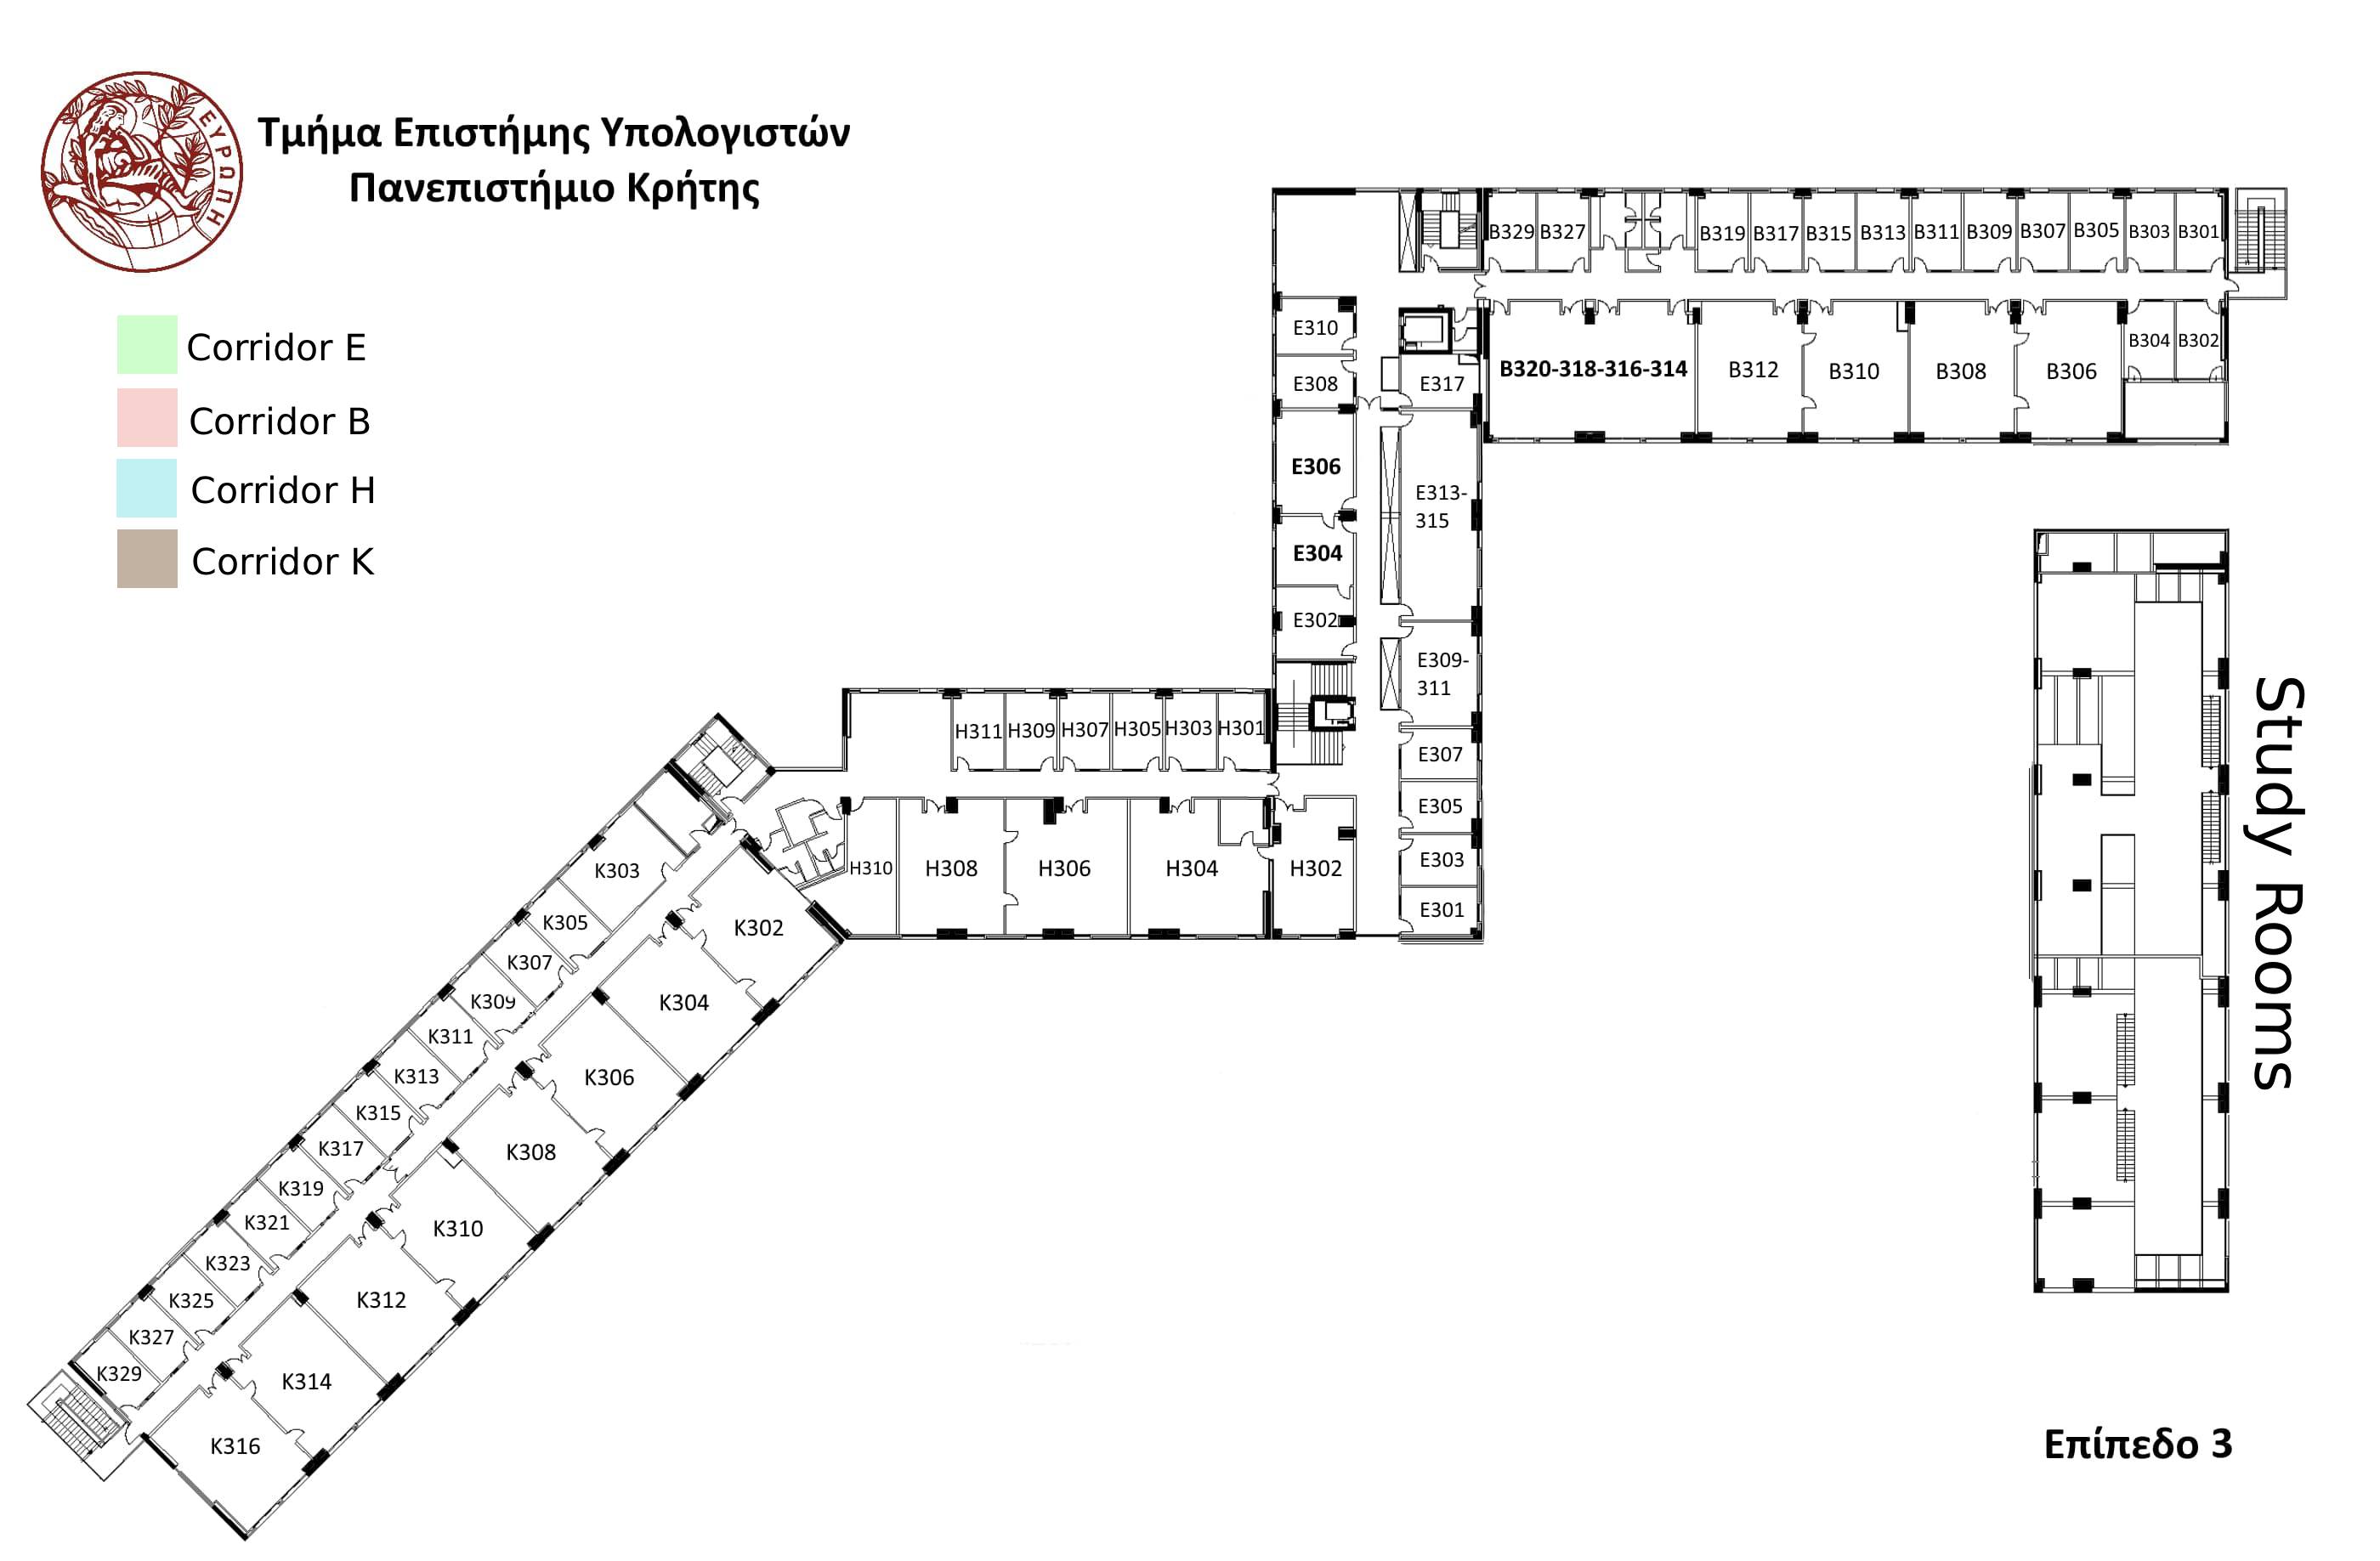 ΕΥΡΩΠΗ
Τμήμα Επιστήμης Υπολογιστών
Πανεπιστήμιο Κρήτης
Corridor E
Corridor B
Corridor H
Corridor K
B329 B327 B319 B317 B315 B313 B311 B309 B307 B305 B303 B301
B320-318-316-314 B312 B310 B308 B306 B304 B302
E310
E308
E317
E306
E313-
315
E304
E302
E309-
311
E307
E305
E303
E301
H311 H309 H307 H305 H303 H301
H310 H308 H306 H304 H302
K303
K305
K307
K309
K311
K313
K315
K317
K319
K321
K323
K325
K327
K329
K302
K304
K306
K308
K310
K312
K314
K316
Study Rooms
Επίπεδο 3